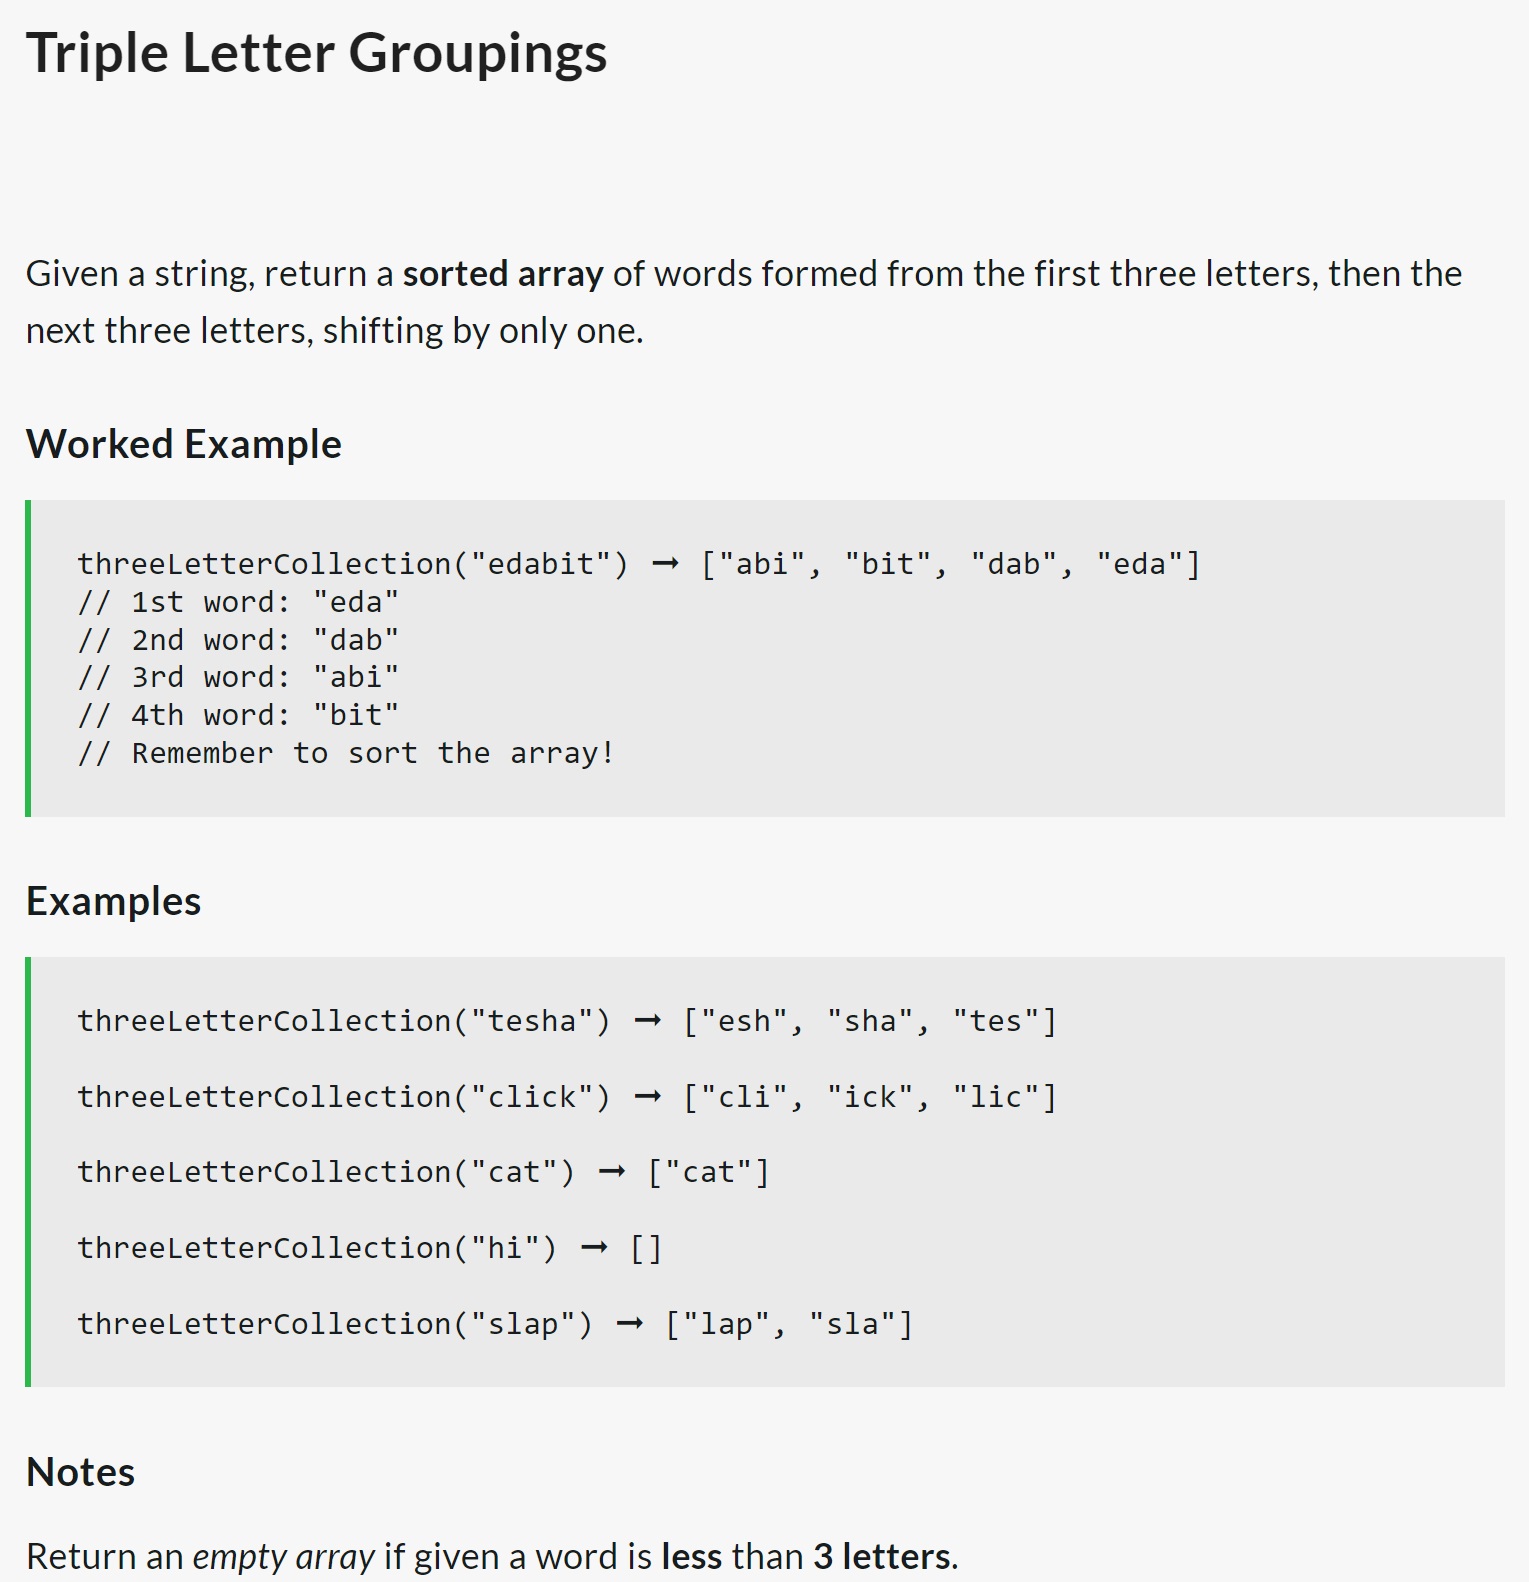 Triple Letter Groupings
Given a string, return a sorted array of words formed from the first three letters, then the
next three letters, shifting by only one.
Worked Example
threeLetterCollection("edabit") ➞ ["abi", "bit", "dab", "eda"]
// 1st word: "eda"
// 2nd word: "dab"
// 3rd word: "abi"
// 4th word: "bit"
// Remember to sort the array!
Examples
threeLetterCollection("tesha") ➞ ["esh", "sha", "tes"]
threeLetterCollection("click") ➞ ["cli", "ick", "lic"]
threeLetterCollection("cat") ➞ ["cat"]
threeLetterCollection("hi") ➞ []
threeLetterCollection("slap") ➞ ["lap", "sla"]
Notes
Return an empty array if given a word is less than 3 letters.